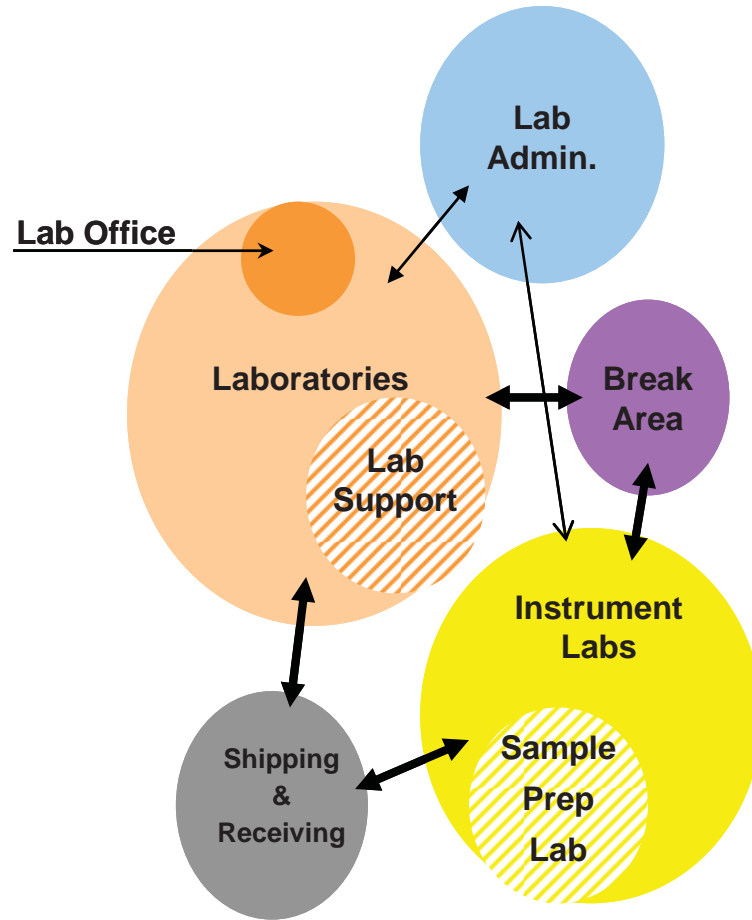 Lab
Admin.
Lab Office
Laboratories
Break
Area
Lab
Support
Instrument
Labs
Shipping
&
Receiving
Sample
Prep
Lab